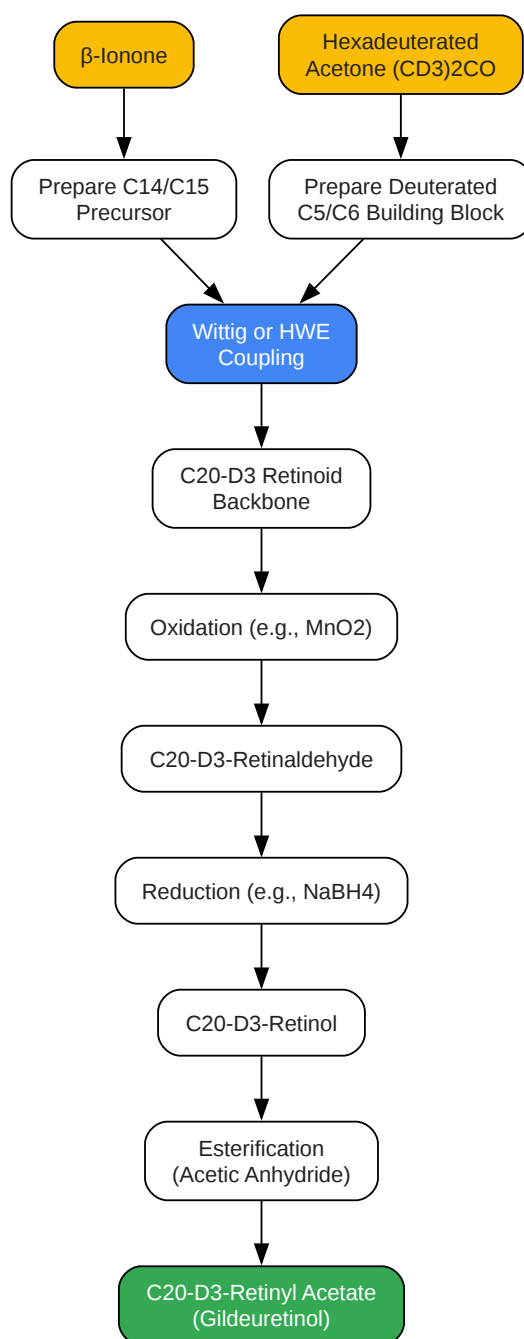 β-Ionone
Hexadeuterated
Acetone (CD3)2CO
Prepare C14/C15
Precursor
Prepare Deuterated
C5/C6 Building Block
Wittig or HWE
Coupling
C20-D3 Retinoid
Backbone
Oxidation (e.g., MnO2)
C20-D3-Retinaldehyde
Reduction (e.g., NaBH4)
C20-D3-Retinol
Esterification
(Acetic Anhydride)
C20-D3-Retinyl Acetate
(Gildeuretinol)